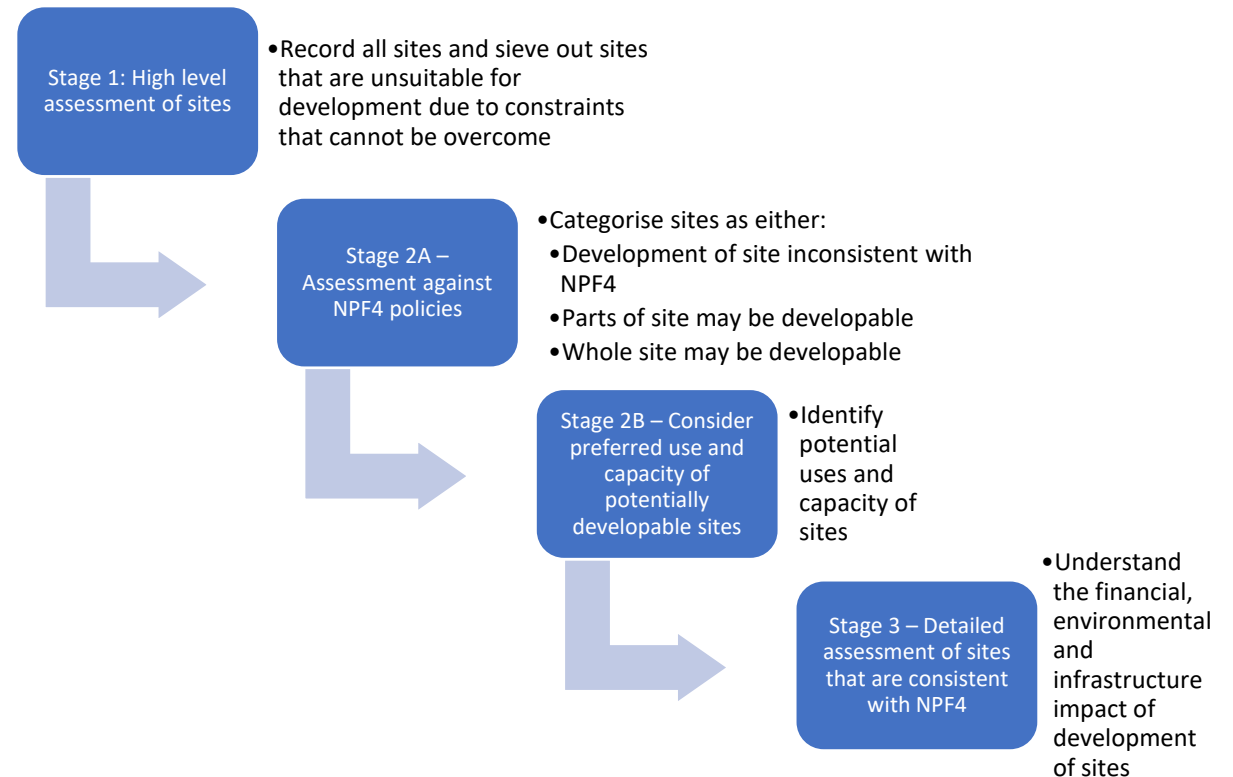 Stage 1: High level
assessment of sites
•Record all sites and sieve out sites
that are unsuitable for
development due to constraints
that cannot be overcome
Stage 2A –
Assessment against
NPF4 policies
•Categorise sites as either:
•Development of site inconsistent with
NPF4
•Parts of site may be developable
•Whole site may be developable
Stage 2B – Consider
preferred use and
capacity of
potentially
developable sites
•Identify
potential
uses and
capacity of
sites
Stage 3 – Detailed
assessment of sites
that are consistent
with NPF4
•Understand
the financial,
environmental
and
infrastructure
impact of
development
of sites